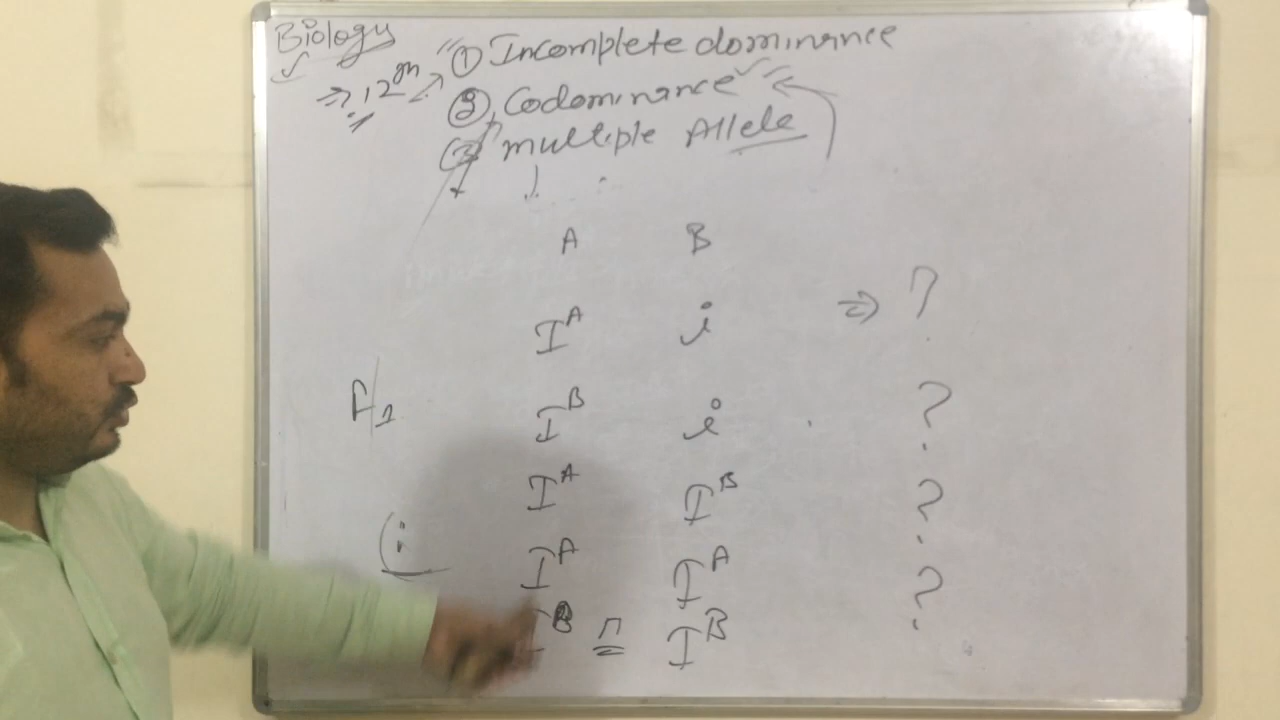 Biology
12th
① Incomplete dominance
② Codominance
③ multiple Allele
A B
I^A i ⇒ ?
F1 I^B i ?
I^A I^B ?
(i I^A I^A ?
I^B I^B